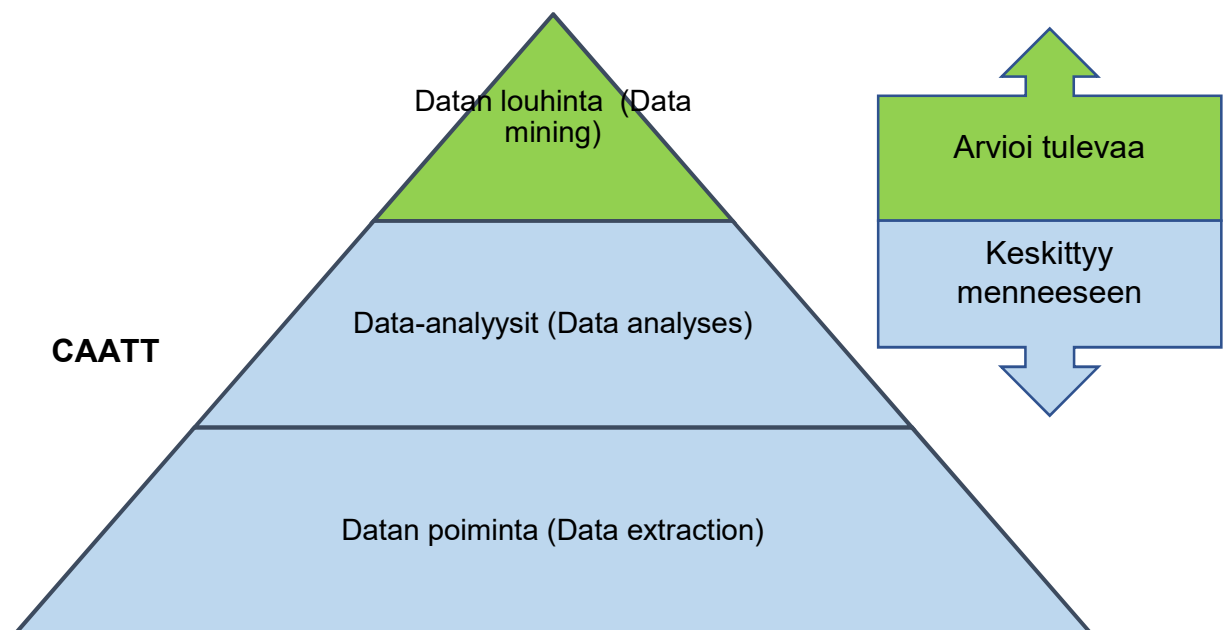 Datan louhinta (Data
mining)
Arvioi tulevaa
Keskittyy
menneeseen
Data-analyysit (Data analyses)
CAATT
Datan poiminta (Data extraction)